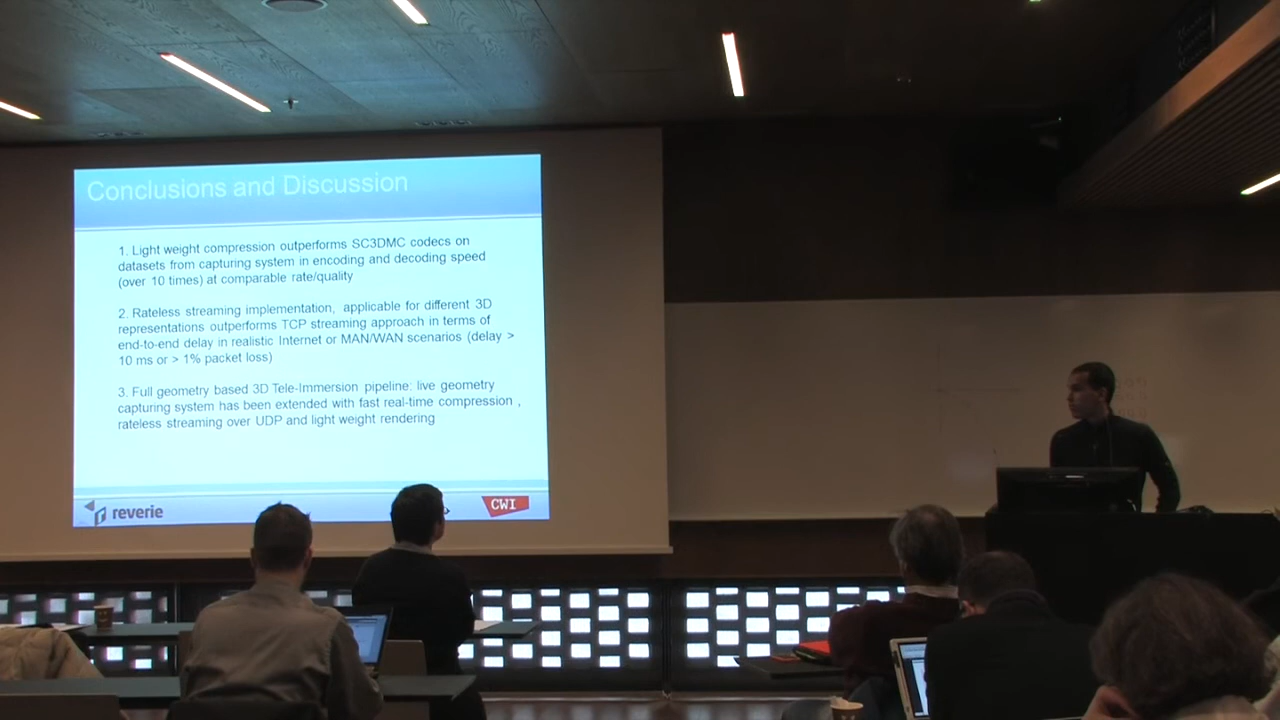 Conclusions and Discussion
1. Light weight compression outperforms SC3DMC codecs on
datasets from capturing system in encoding and decoding speed
(over 10 times) at comparable rate/quality
2. Rateless streaming implementation, applicable for different 3D
representations outperforms TCP streaming approach in terms of
end-to-end delay in realistic Internet or MAN/WAN scenarios (delay >
10 ms or > 1% packet loss)
3. Full geometry based 3D Tele-Immersion pipeline: live geometry
capturing system has been extended with fast real-time compression ,
rateless streaming over UDP and light weight rendering
reverie
CWI